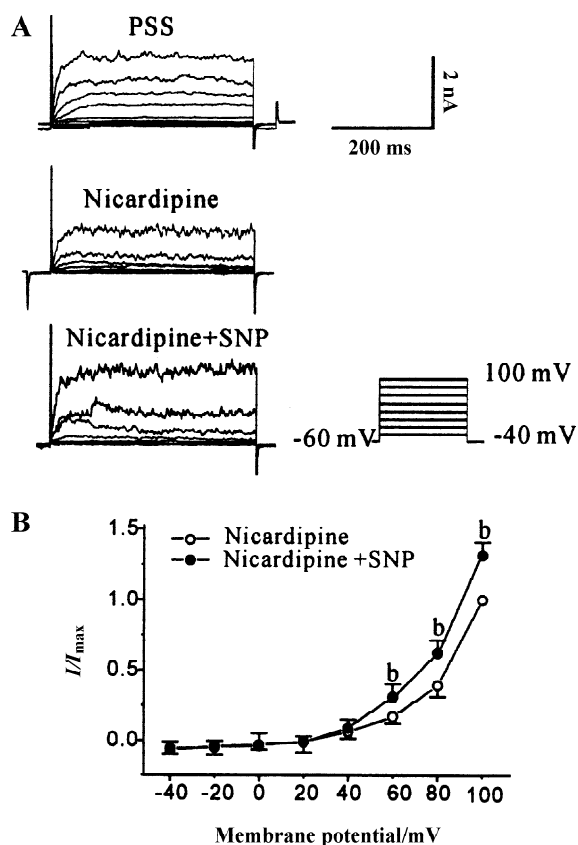 A
PSS
2 nA
200 ms
Nicardipine
Nicardipine+SNP
100 mV
-60 mV
-40 mV
B
1.5
1.0
0.5
0.0
I/Imax
Nicardipine
Nicardipine +SNP
b
b
b
-40 -20 0 20 40 60 80 100
Membrane potential/mV